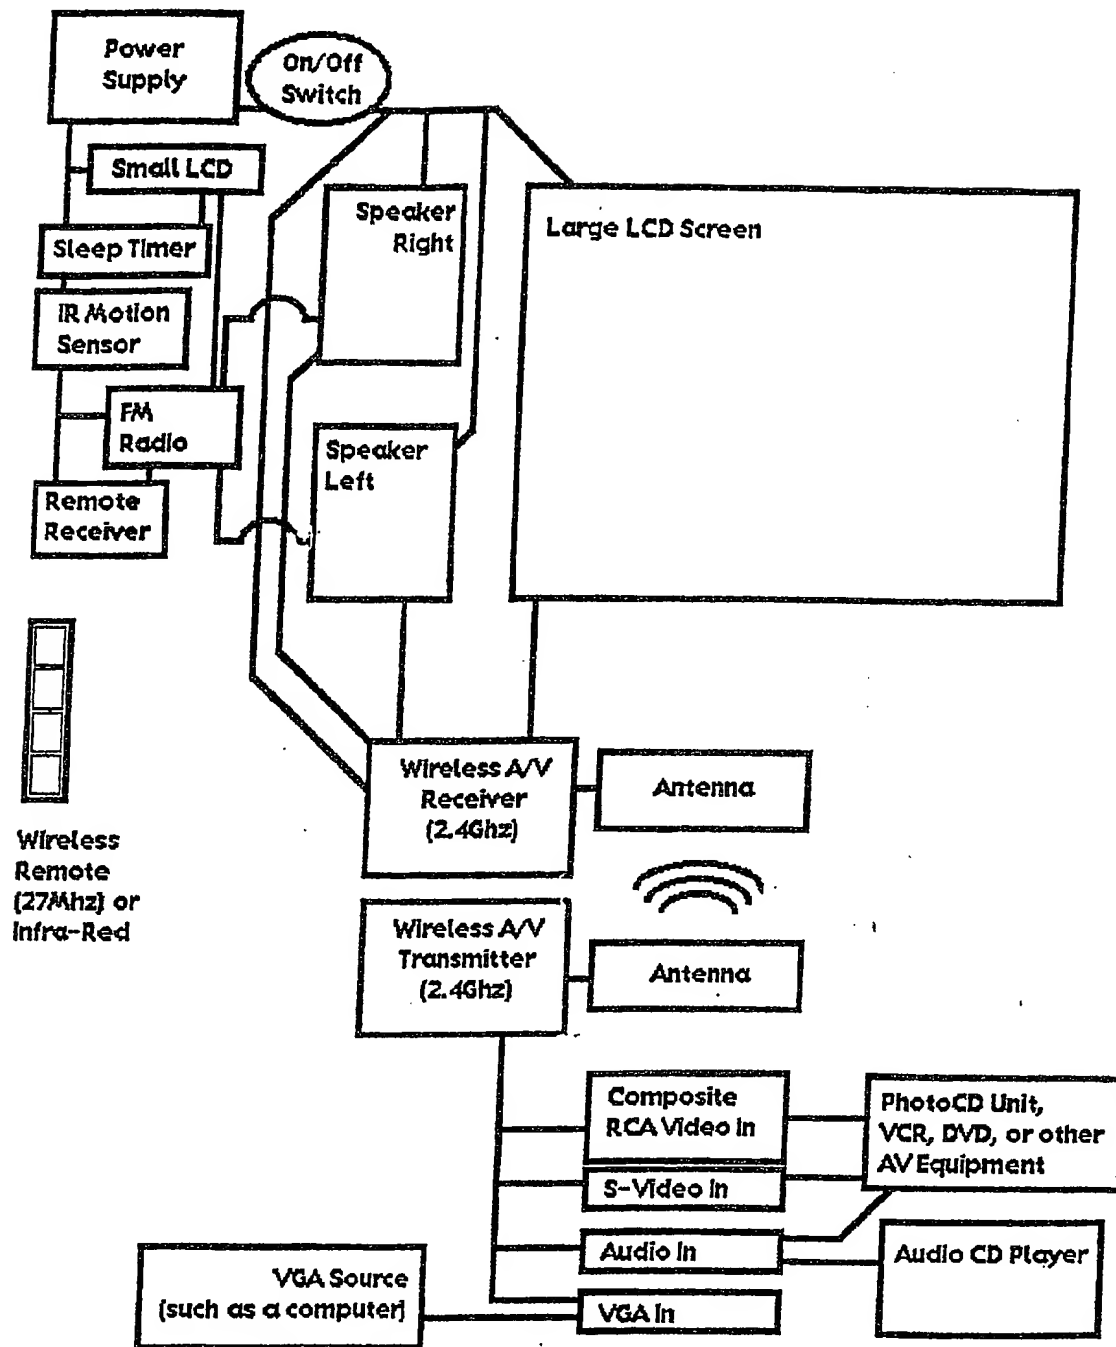 Power
Supply
On/Off
Switch
Small LCD
Sleep Timer
IR Motion
Sensor
FM
Radio
Remote
Receiver
Speaker
Right
Speaker
Left
Large LCD Screen
Wireless
Remote
(27Mhz) or
Infra-Red
Wireless A/V
Receiver
(2.4Ghz)
Antenna
Wireless A/V
Transmitter
(2.4Ghz)
Antenna
Composite
RCA Video In
S-Video In
Audio In
VGA In
PhotoCD Unit,
VCR, DVD, or other
AV Equipment
Audio CD Player
VGA Source
(such as a computer)